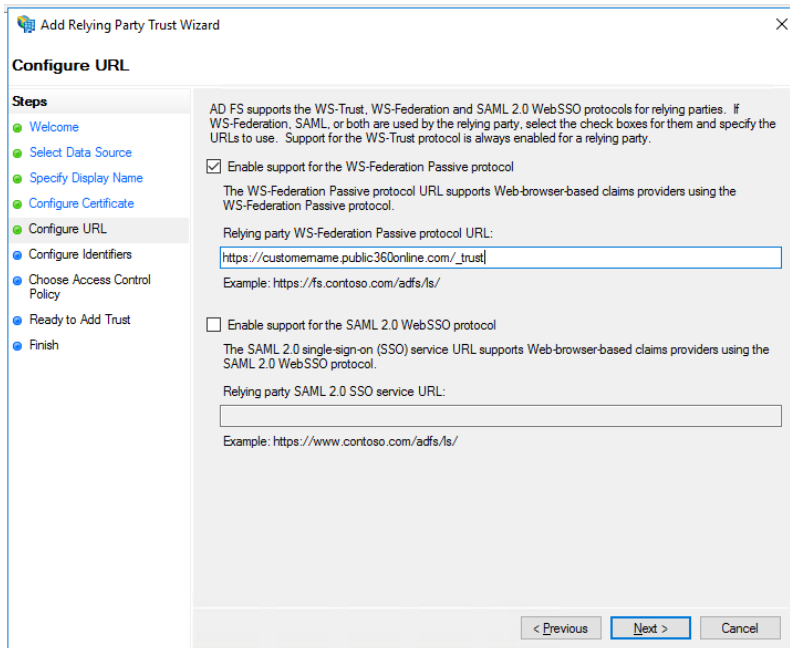 Add Relying Party Trust Wizard
Configure URL
Steps
Welcome
Select Data Source
Specify Display Name
Configure Certificate
Configure URL
Configure Identifiers
Choose Access Control
Policy
Ready to Add Trust
Finish
AD FS supports the WS-Trust, WS-Federation and SAML 2.0 WebSSO protocols for relying parties. If
WS-Federation, SAML, or both are used by the relying party, select the check boxes for them and specify the
URLs to use. Support for the WS-Trust protocol is always enabled for a relying party.
Enable support for the WS-Federation Passive protocol
The WS-Federation Passive protocol URL supports Web-browser-based claims providers using the
WS-Federation Passive protocol.
Relying party WS-Federation Passive protocol URL:
https://customername.public360online.com/_trust
Example: https://fs.contoso.com/adfs/ls/
Enable support for the SAML 2.0 WebSSO protocol
The SAML 2.0 single-sign-on (SSO) service URL supports Web-browser-based claims providers using the
SAML 2.0 WebSSO protocol.
Relying party SAML 2.0 SSO service URL:
Example: https://www.contoso.com/adfs/ls/
< Previous
Next >
Cancel